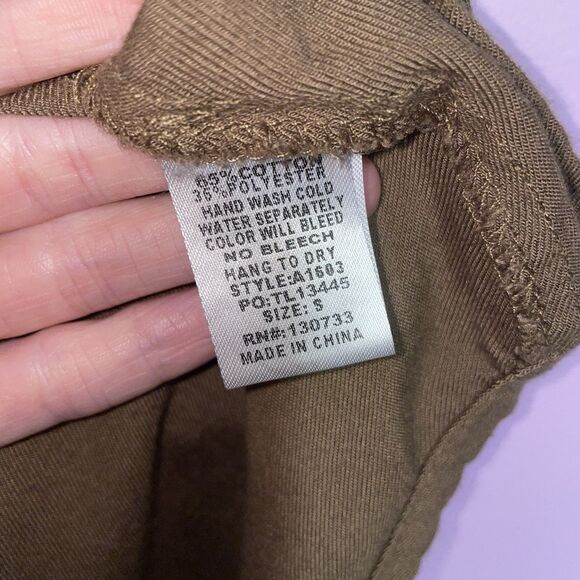 65% COTTON
35% POLYESTER
HAND WASH COLD
WATER SEPARATELY
COLOR WILL BLEED
NO BLEECH
HANG TO DRY
STYLE:A1603
PO:TL13445
SIZE: S
RN#:130733
MADE IN CHINA